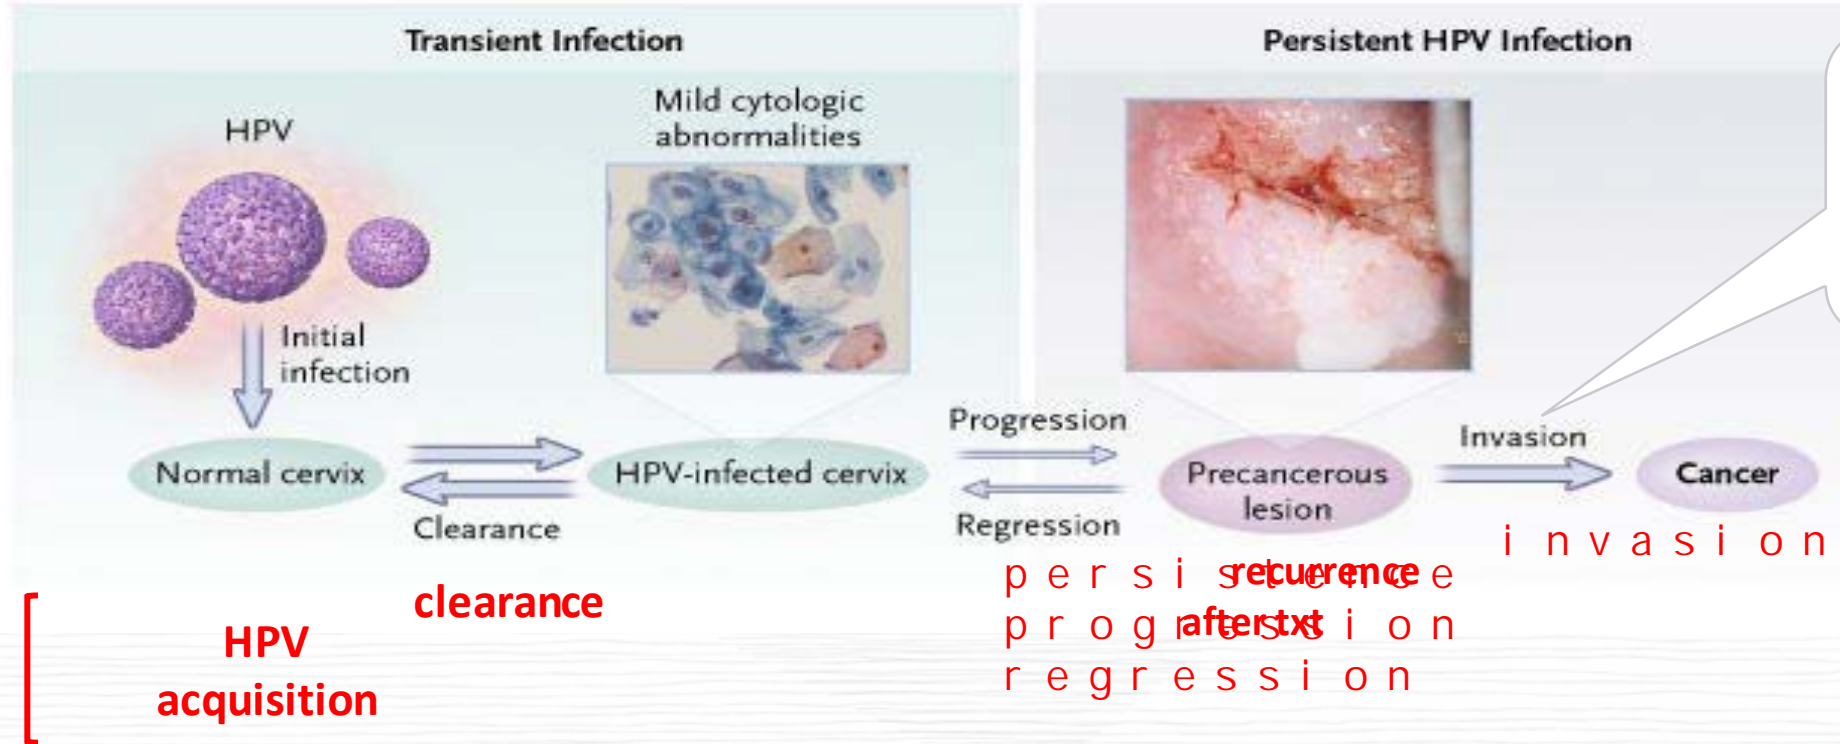 Transient Infection
Persistent HPV Infection
HPV
Mild cytologic
abnormalities
Initial
infection
Normal cervix
Clearance
HPV-infected cervix
Progression
Regression
Precancerous
lesion
Invasion
Cancer
invasion
clearance
persistence
progression
regression
recurrence
after txt
HPV
acquisition